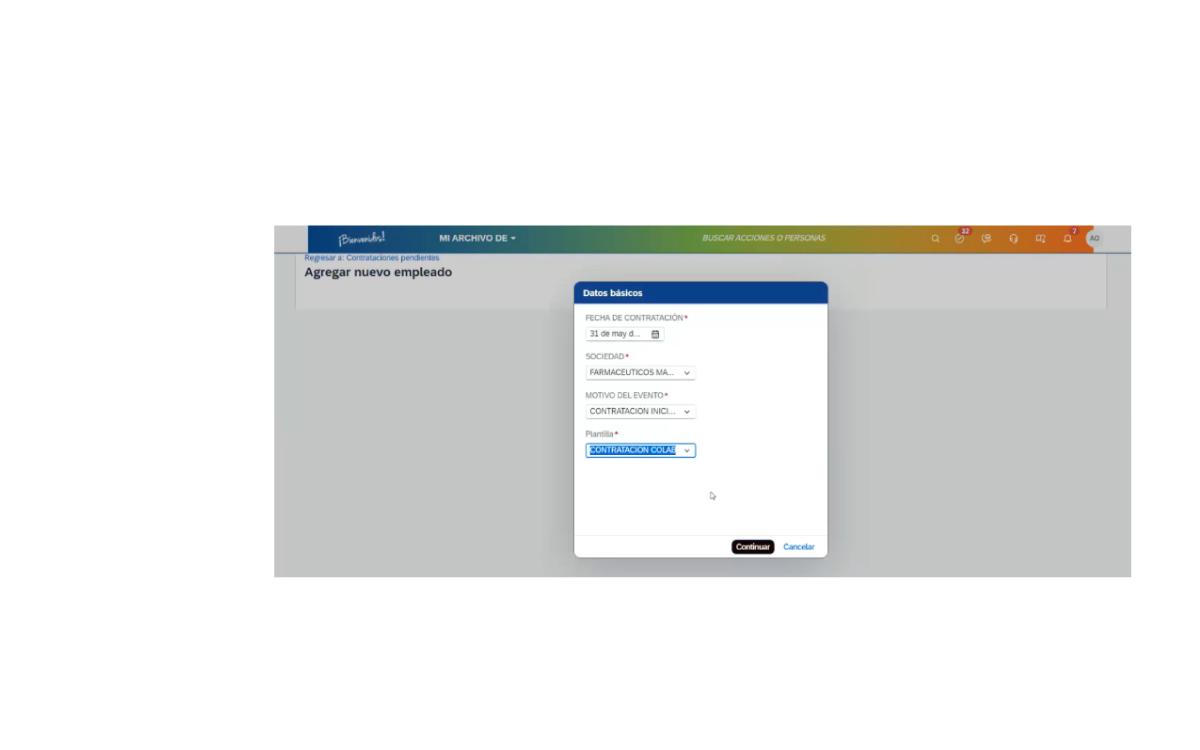 ¡Bienvenid@s!
MI ARCHIVO DE
BUSCAR ACCIONES O PERSONAS
32
7
AO
Regresar a: Contrataciones pendientes
Agregar nuevo empleado
Datos básicos
FECHA DE CONTRATACIÓN*
31 de may d...
SOCIEDAD*
FARMACEUTICOS MA...
MOTIVO DEL EVENTO*
CONTRATACION INICI...
Plantilla*
CONTRATACION COLAB
Continuar
Cancelar